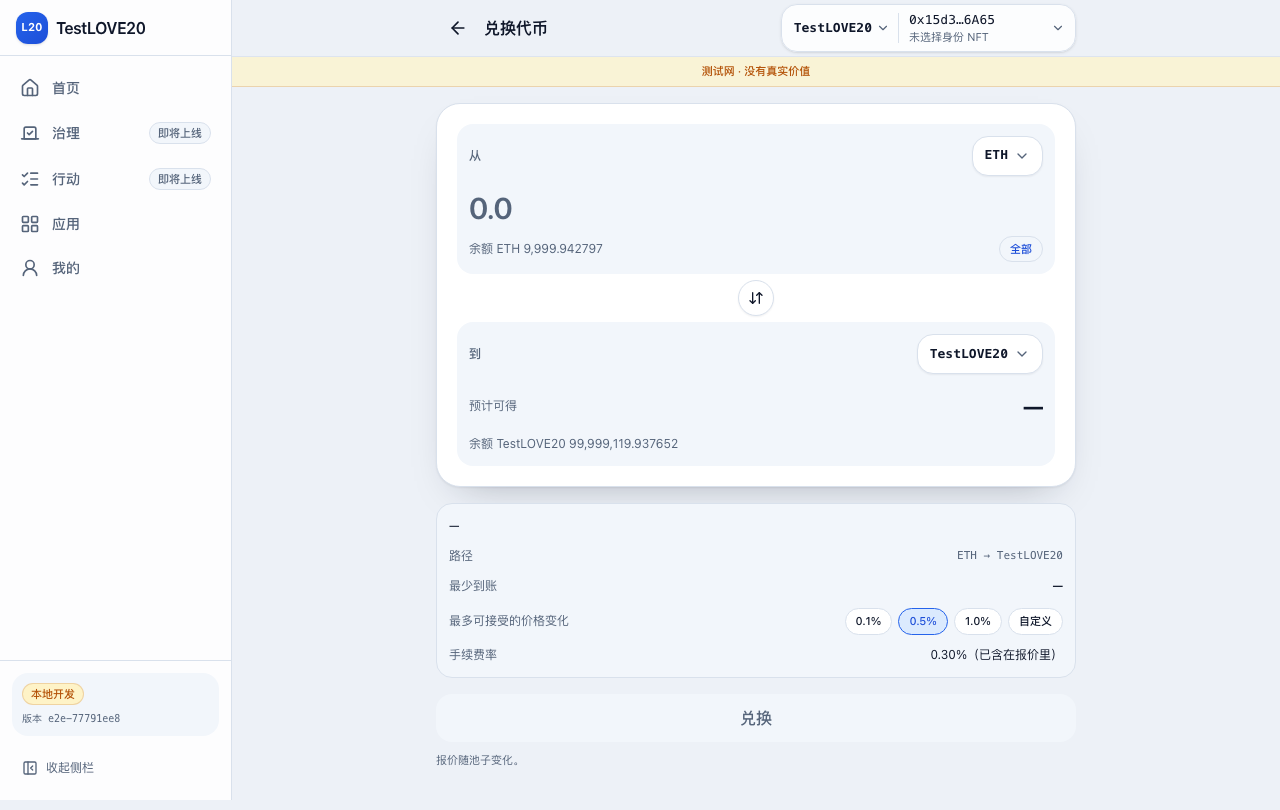 L20 TestLOVE20
首页
治理 即将上线
行动 即将上线
应用
我的
本地开发
版本 e2e-77791ee8
收起侧栏
兑换代币
TestLOVE20
0x15d3…6A65
未选择身份 NFT
测试网 · 没有真实价值
从 ETH
0.0
余额 ETH 9,999.942797 全部
到 TestLOVE20
预计可得 —
余额 TestLOVE20 99,999,119.937652
—
路径 ETH → TestLOVE20
最少到账 —
最多可接受的价格变化 0.1% 0.5% 1.0% 自定义
手续费率 0.30%（已含在报价里）
兑换
报价随池子变化。